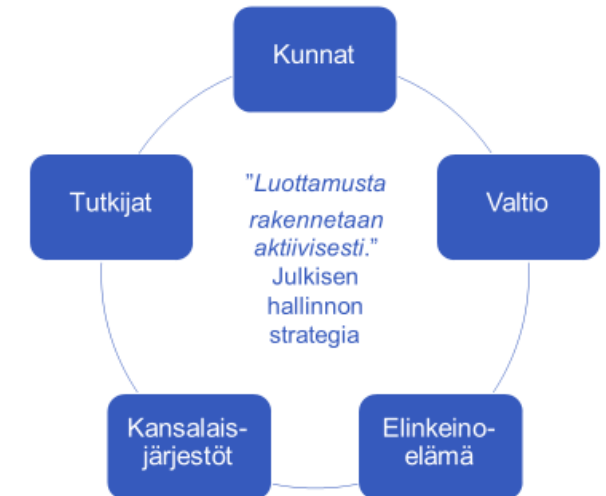 Kunnat
Tutkijat
Valtio
"Luottamusta
rakennetaan
aktiivisesti."
Julkisen
hallinnon
strategia
Kansalais-
järjestöt
Elinkeino-
elämä